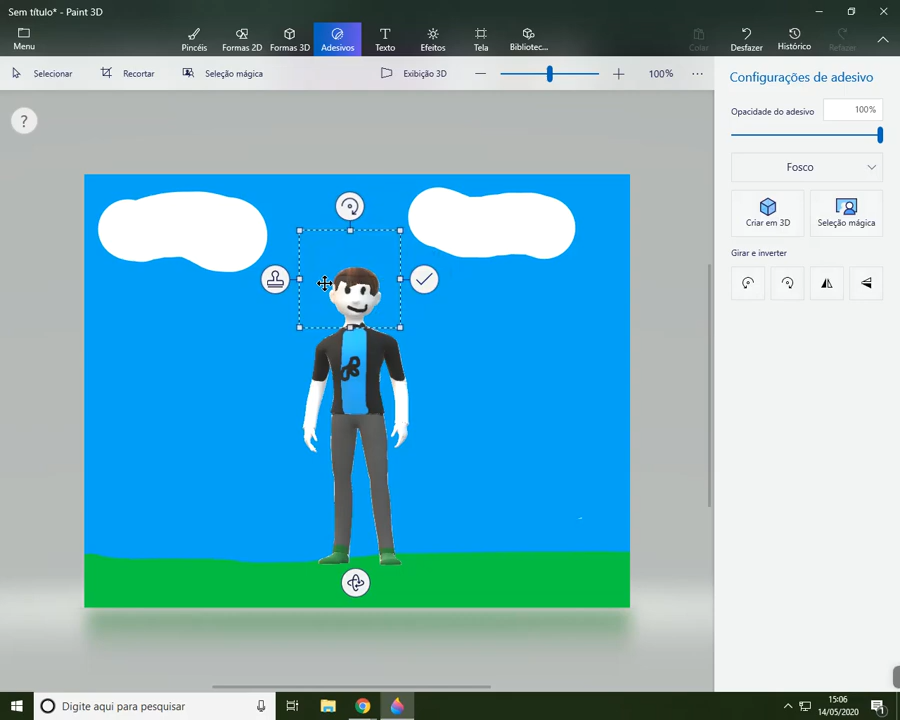 Sem título* - Paint 3D
Menu
Pincéis
Formas 2D
Formas 3D
Adesivos
Texto
Efeitos
Tela
Bibliotec...
Colar
Desfazer
Histórico
Refazer
Selecionar
Recortar
Seleção mágica
Exibição 3D
100%
Configurações de adesivo
?
Opacidade do adesivo
100%
Fosco
Criar em 3D
Seleção mágica
Girar e inverter
Digite aqui para pesquisar
15:06
14/05/2020
1